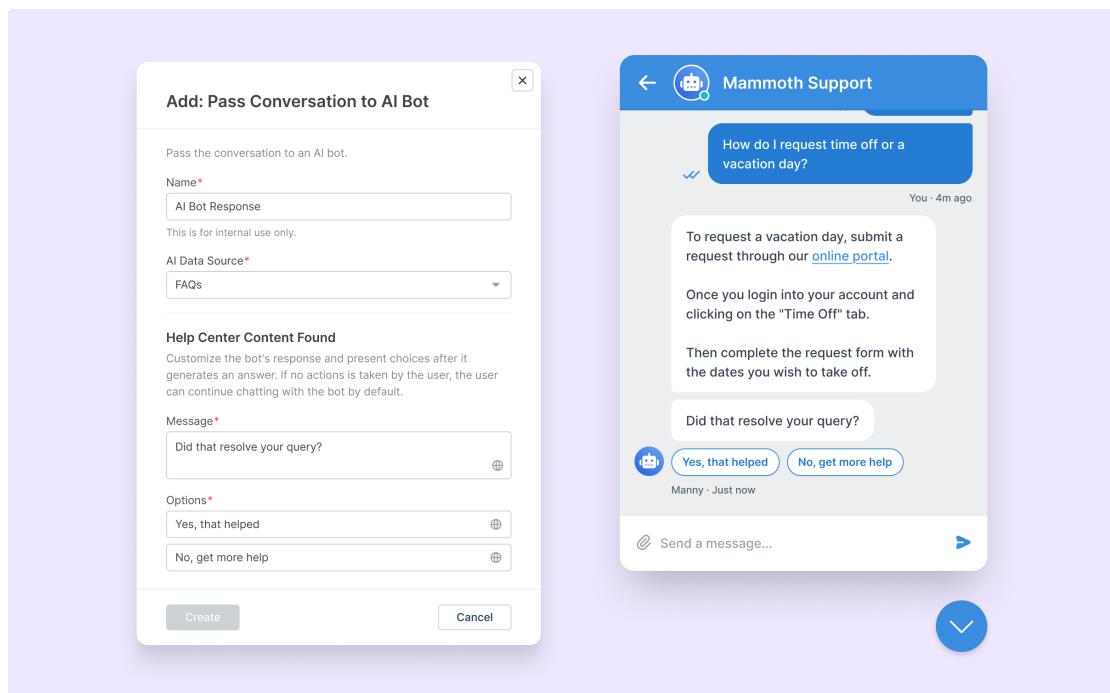 Add: Pass Conversation to AI Bot
Pass the conversation to an AI bot.
Name*
AI Bot Response
This is for internal use only.
AI Data Source*
FAQs
Help Center Content Found
Customize the bot's response and present choices after it
generates an answer. If no actions is taken by the user, the user
can continue chatting with the bot by default.
Message*
Did that resolve your query?
Options*
Yes, that helped
No, get more help
Create
Cancel
Mammoth Support
How do I request time off or a
vacation day?
You · 4m ago
To request a vacation day, submit a
request through our online portal.
Once you login into your account and
clicking on the "Time Off" tab.
Then complete the request form with
the dates you wish to take off.
Did that resolve your query?
Yes, that helped
No, get more help
Manny · Just now
Send a message...